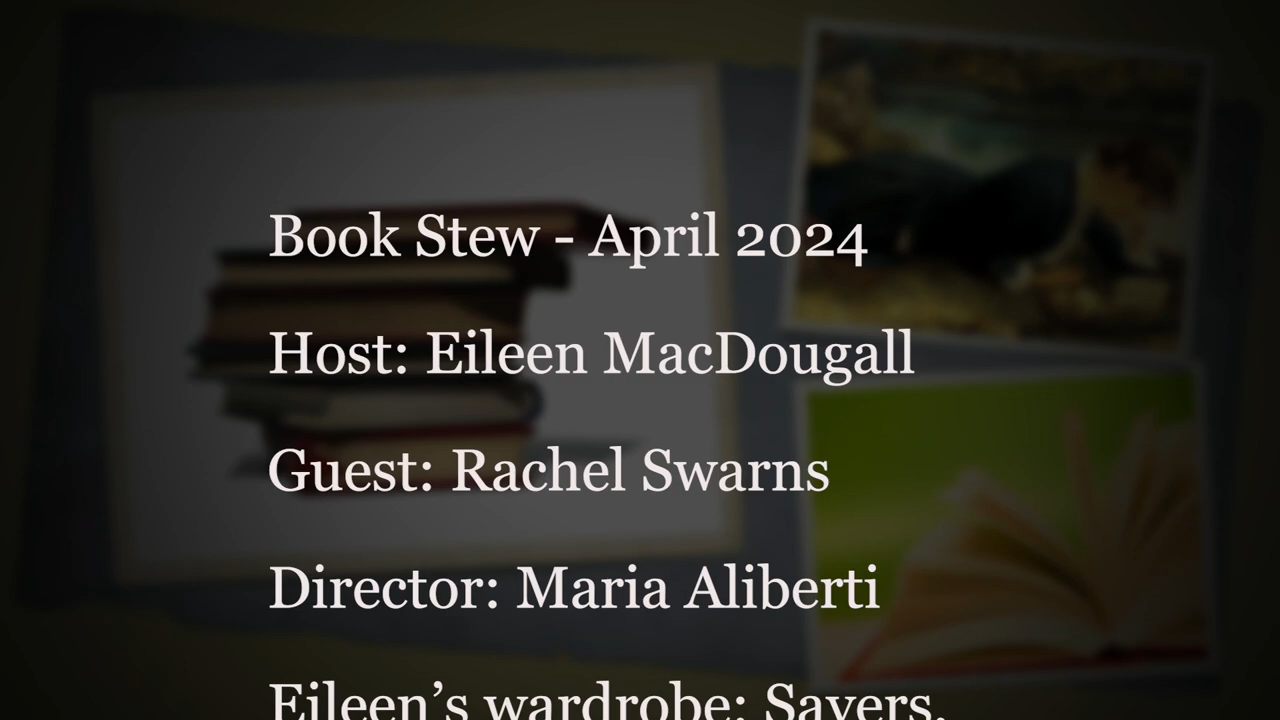 Book Stew - April 2024
Host: Eileen MacDougall
Guest: Rachel Swarns
Director: Maria Aliberti
Eileen’s wardrobe: Savers,